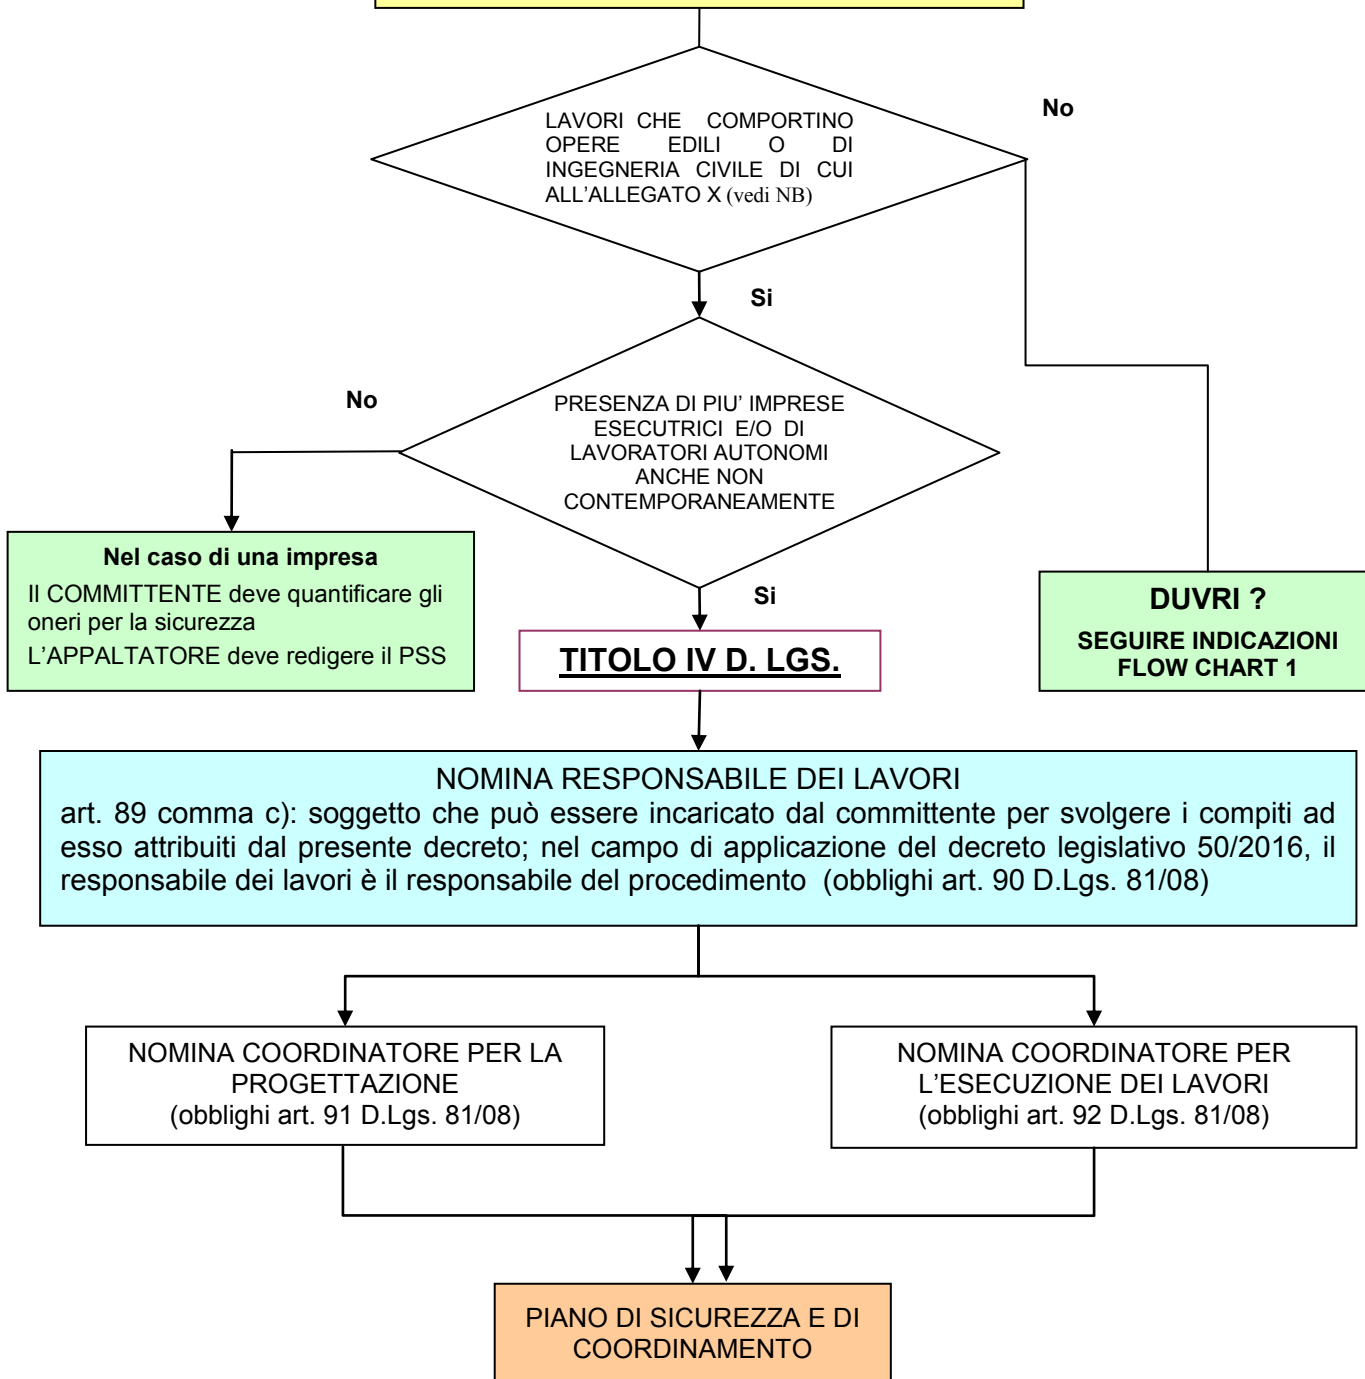 No
LAVORI CHE COMPORTINO
OPERE EDILI O DI
INGEGNERIA CIVILE DI CUI
ALL'ALLEGATO X (vedi NB)
Si
No
PRESENZA DI PIU' IMPRESE
ESECUTRICI E/O DI
LAVORATORI AUTONOMI
ANCHE NON
CONTEMPORANEAMENTE
Nel caso di una impresa
Il COMMITTENTE deve quantificare gli
oneri per la sicurezza
L'APPALTATORE deve redigere il PSS
Si
DUVRI ?
SEGUIRE INDICAZIONI
FLOW CHART 1
TITOLO IV D. LGS.
NOMINA RESPONSABILE DEI LAVORI
art. 89 comma c): soggetto che può essere incaricato dal committente per svolgere i compiti ad
esso attribuiti dal presente decreto; nel campo di applicazione del decreto legislativo 50/2016, il
responsabile dei lavori è il responsabile del procedimento (obblighi art. 90 D.Lgs. 81/08)
NOMINA COORDINATORE PER LA
PROGETTAZIONE
(obblighi art. 91 D.Lgs. 81/08)
NOMINA COORDINATORE PER
L'ESECUZIONE DEI LAVORI
(obblighi art. 92 D.Lgs. 81/08)
PIANO DI SICUREZZA E DI
COORDINAMENTO